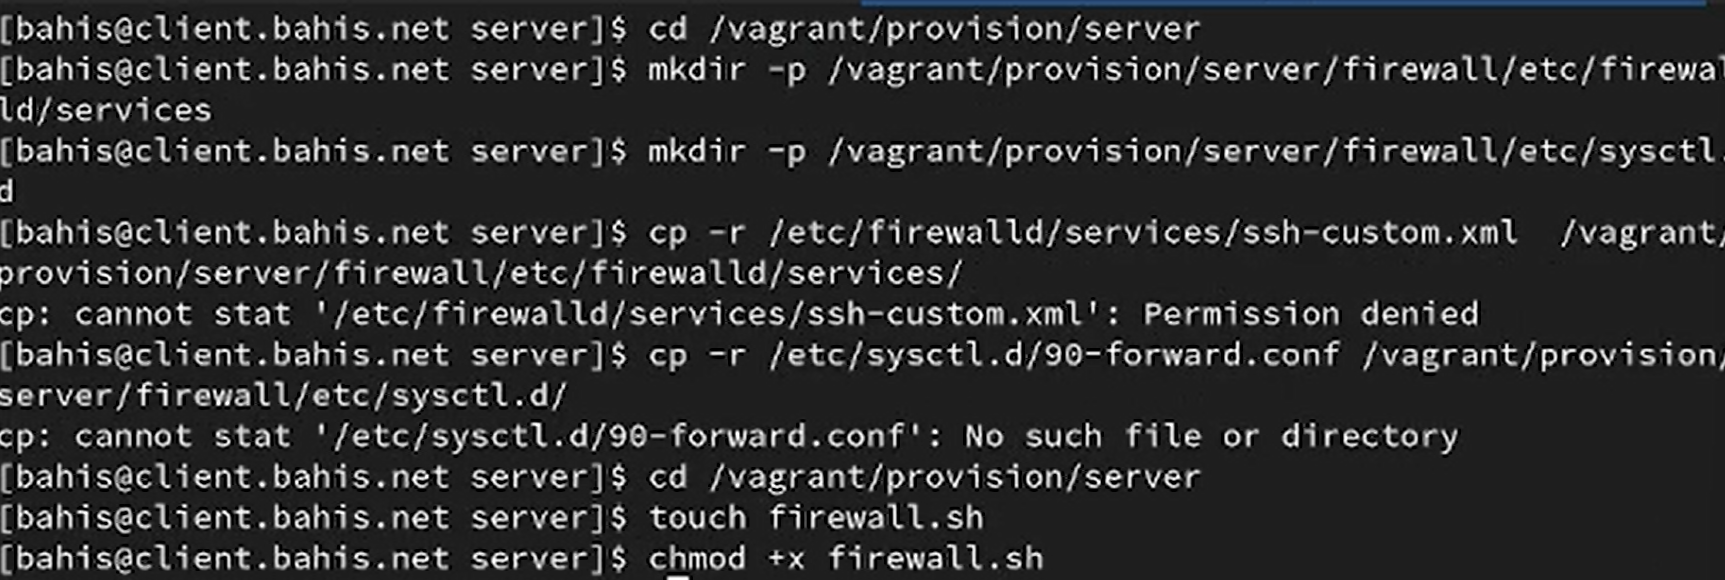 [bahis@client.bahis.net server]$ cd /vagrant/provision/server
[bahis@client.bahis.net server]$ mkdir -p /vagrant/provision/server/firewall/etc/firewal
ld/services
[bahis@client.bahis.net server]$ mkdir -p /vagrant/provision/server/firewall/etc/sysctl.
d
[bahis@client.bahis.net server]$ cp -r /etc/firewalld/services/ssh-custom.xml  /vagrant/
provision/server/firewall/etc/firewalld/services/
cp: cannot stat '/etc/firewalld/services/ssh-custom.xml': Permission denied
[bahis@client.bahis.net server]$ cp -r /etc/sysctl.d/90-forward.conf /vagrant/provision/
server/firewall/etc/sysctl.d/
cp: cannot stat '/etc/sysctl.d/90-forward.conf': No such file or directory
[bahis@client.bahis.net server]$ cd /vagrant/provision/server
[bahis@client.bahis.net server]$ touch firewall.sh
[bahis@client.bahis.net server]$ chmod +x firewall.sh